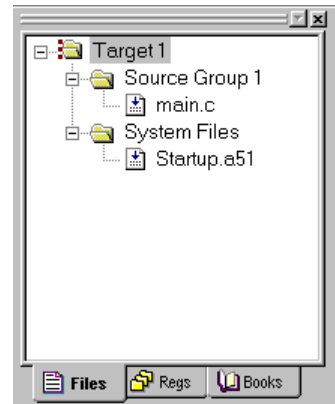 Target 1
Source Group 1
main.c
System Files
Startup.a51
Files Regs Books